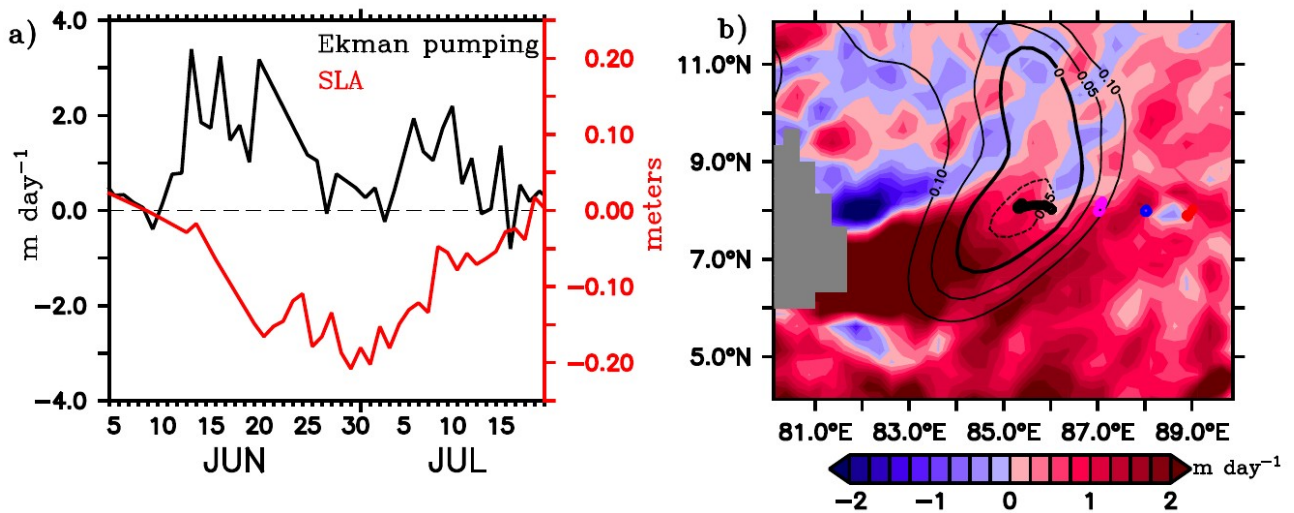 a)
Ekman pumping
SLA
4.0
2.0
0.0
−2.0
−4.0
m day⁻¹
0.20
0.10
0.00
−0.10
−0.20
meters
5 10 15 20 25 30 5 10 15
JUN JUL
b)
11.0°N
9.0°N
7.0°N
5.0°N
0
0.05
0.10
0.10
81.0°E 83.0°E 85.0°E 87.0°E 89.0°E
m day⁻¹
−2 −1 0 1 2